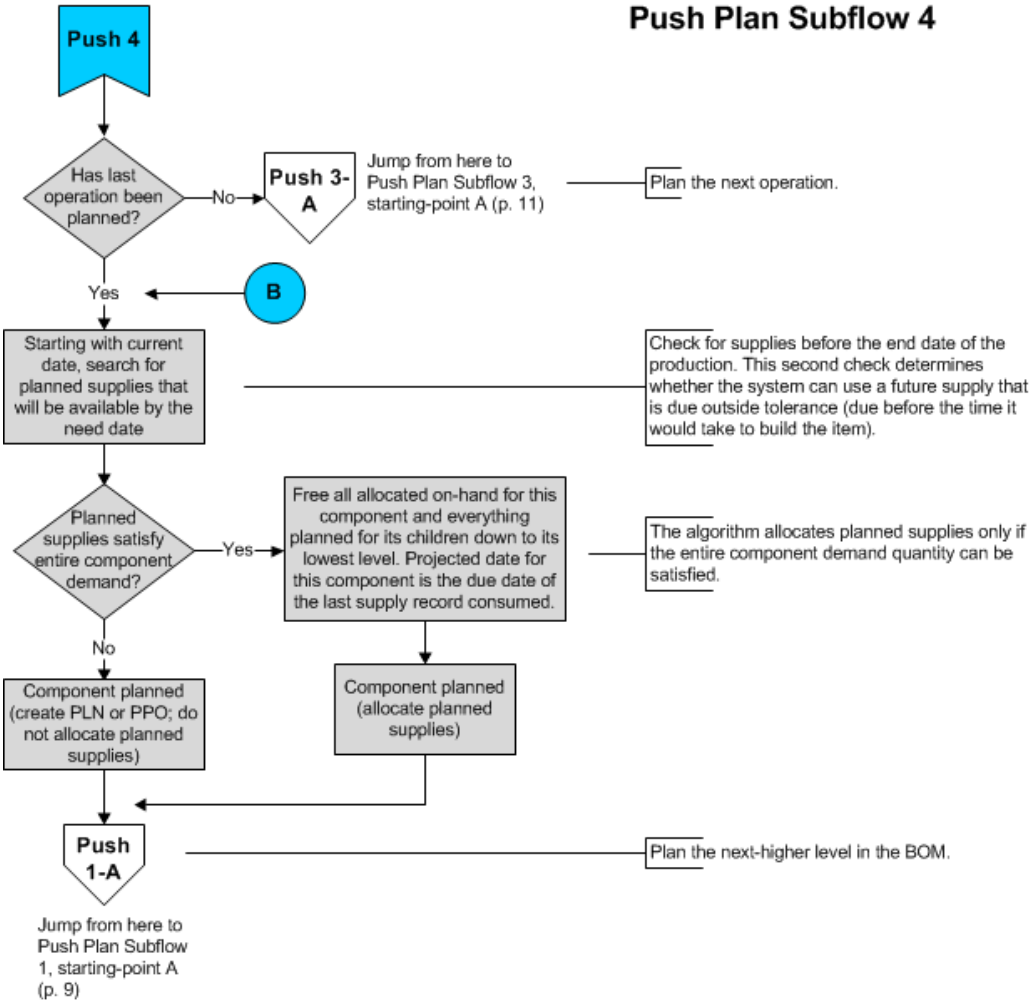 Push Plan Subflow 4
Push 4
Has last
operation been
planned?
No
Push 3-
A
Jump from here to
Push Plan Subflow 3,
starting-point A (p. 11)
Plan the next operation.
Yes
B
Starting with current
date, search for
planned supplies that
will be available by the
need date
Check for supplies before the end date of the
production. This second check determines
whether the system can use a future supply that
is due outside tolerance (due before the time it
would take to build the item).
Planned
supplies satisfy
entire component
demand?
Yes
Free all allocated on-hand for this
component and everything
planned for its children down to its
lowest level. Projected date for
this component is the due date of
the last supply record consumed.
The algorithm allocates planned supplies only if
the entire component demand quantity can be
satisfied.
No
Component planned
(create PLN or PPO; do
not allocate planned
supplies)
Component planned
(allocate planned
supplies)
Push
1-A
Plan the next-higher level in the BOM.
Jump from here to
Push Plan Subflow
1, starting-point A
(p. 9)